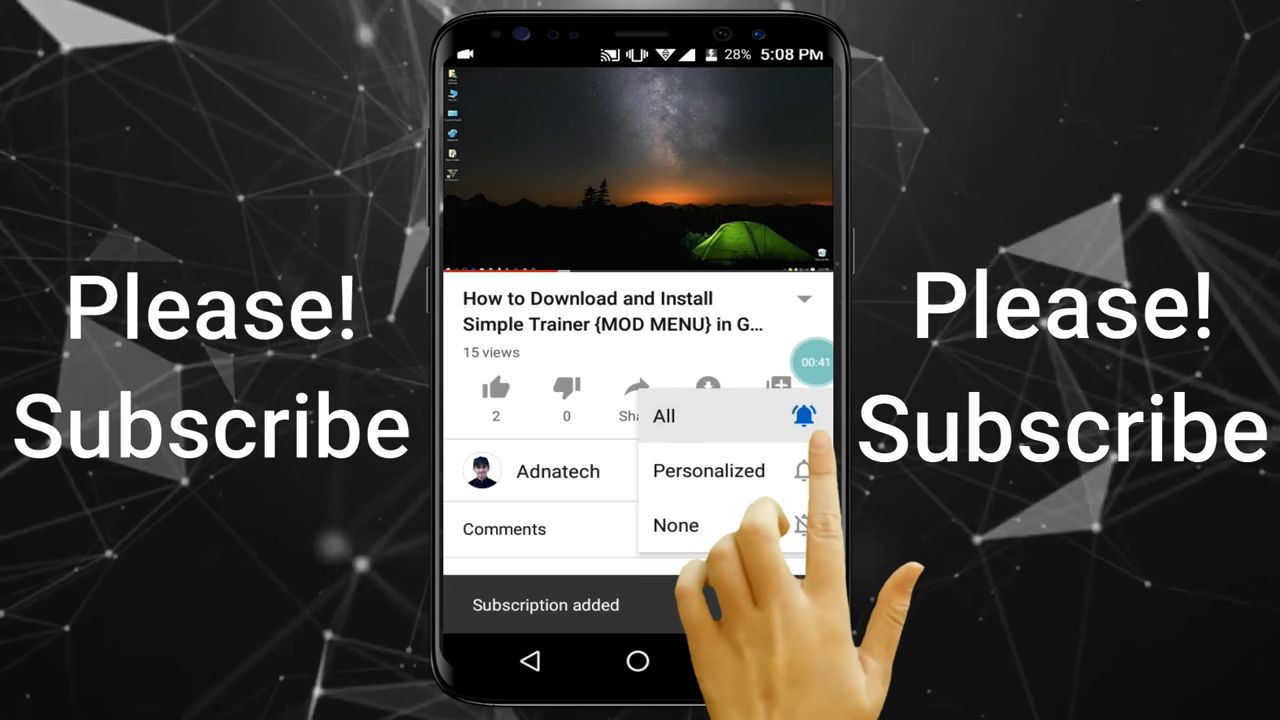 28% 5:08 PM
How to Download and Install
Simple Trainer {MOD MENU} in G...
15 views
00:41
2
0
Sha
All
Personalized
None
Adnatech
Comments
Subscription added
Please!
Subscribe
Please!
Subscribe